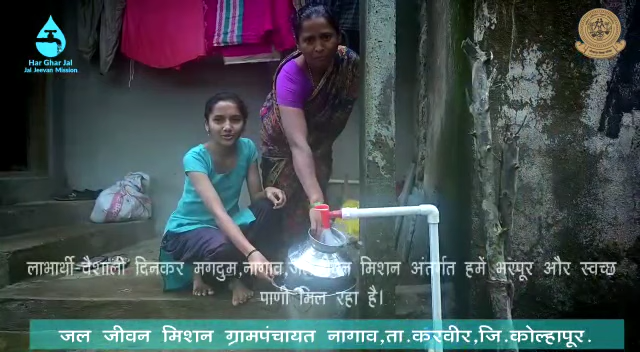 Har Ghar Jal
Jal Jeevan Mission
लाभार्थी-वैशाली दिनकर मगदुम,नागाव,जल मिशन अंतर्गत हमें भरपूर और स्वच्छ
पाणी मिल रहा है।
जल जीवन मिशन ग्रामपंचायत नागाव,ता.करवीर,जि.कोल्हापूर.